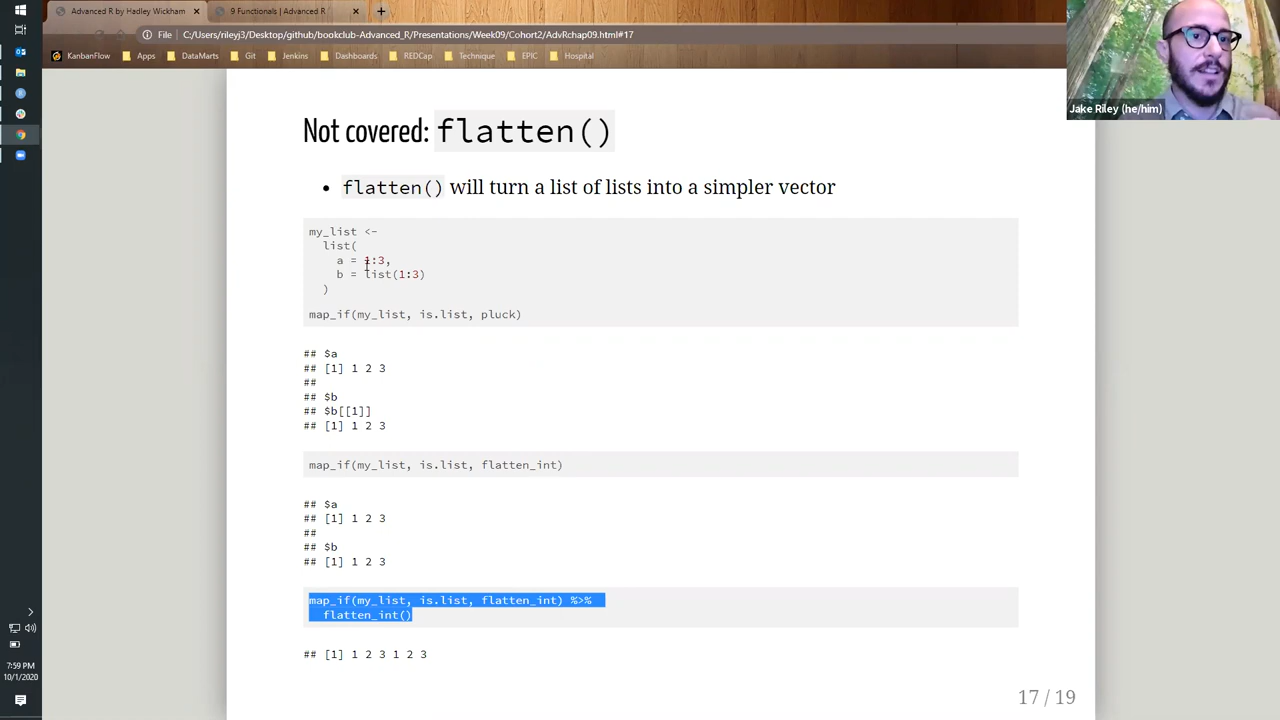 Advanced R by Hadley Wickham ×
9 Functionals | Advanced R × +
File C:/Users/rileyj3/Desktop/github/bookclub-Advanced_R/Presentations/Week09/Cohort2/AdvRchap09.html#17
KanbanFlow Apps DataMarts Git Jenkins Dashboards REDCap Technique EPIC Hospital
Jake Riley (he/him)
Not covered: flatten()
• flatten() will turn a list of lists into a simpler vector
my_list <-
list(
a = 1:3,
b = list(1:3)
)
map_if(my_list, is.list, pluck)
## $a
## [1] 1 2 3
##
## $b
## $b[[1]]
## [1] 1 2 3
map_if(my_list, is.list, flatten_int)
## $a
## [1] 1 2 3
##
## $b
## [1] 1 2 3
map_if(my_list, is.list, flatten_int) %>%
flatten_int()
## [1] 1 2 3 1 2 3
17 / 19
7:59 PM
10/1/2020